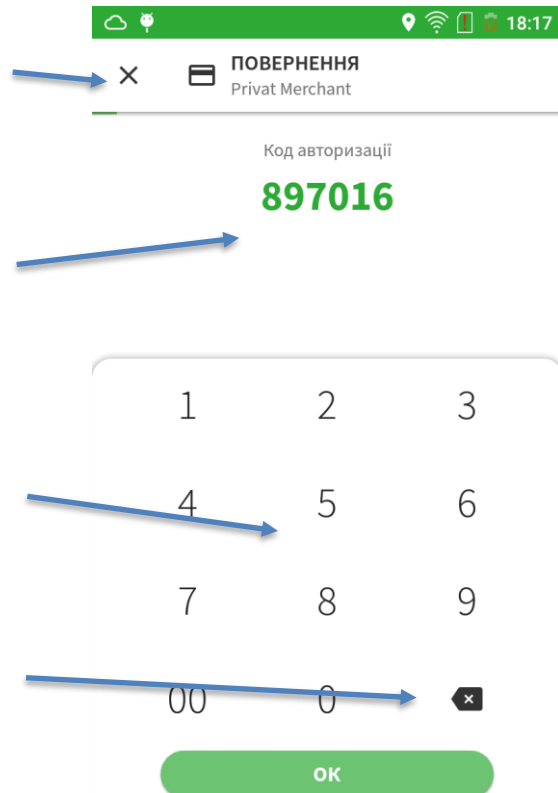 18:17
ПОВЕРНЕННЯ
Privat Merchant
Код авторизації
897016
1 2 3
4 5 6
7 8 9
00 0
ОК